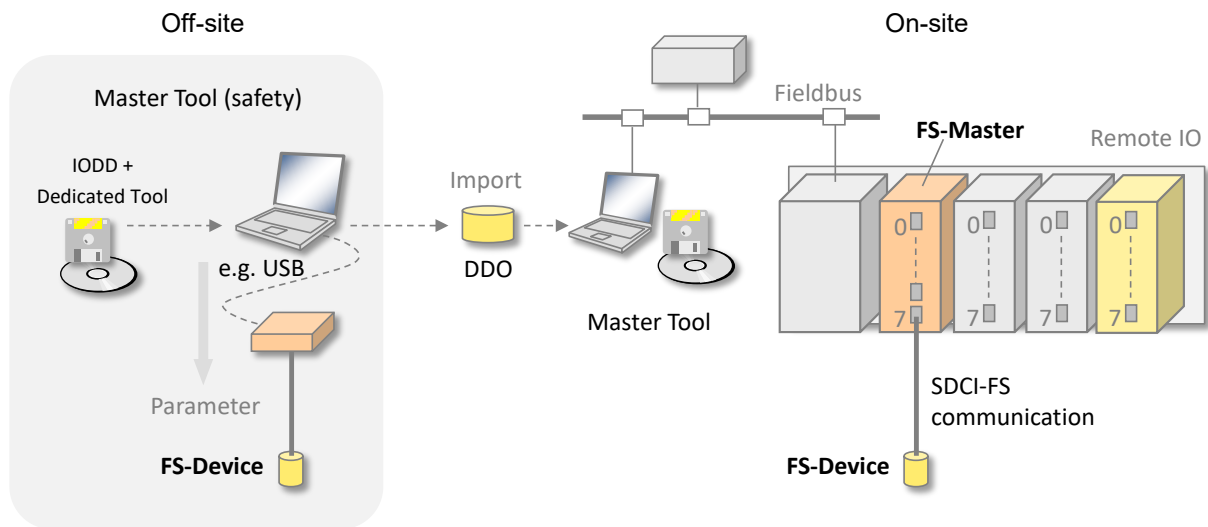 Off-site
On-site
Master Tool (safety)
IODD +
Dedicated Tool
e.g. USB
Parameter
FS-Device
Import
DDO
Master Tool
Fieldbus
FS-Master
Remote IO
0
0
0
0
7
7
7
7
SDCI-FS
communication
FS-Device